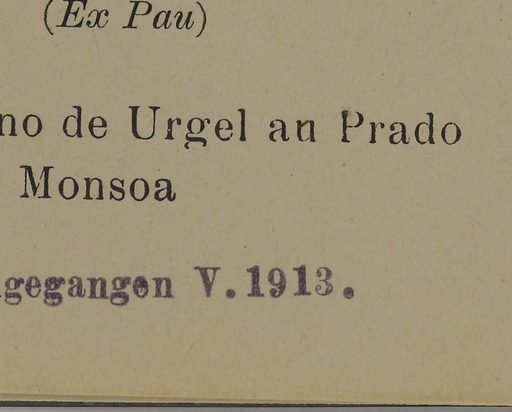 (Ex Pau)
no de Urgel au Prado
Monsoa
gegangen V. 1913.